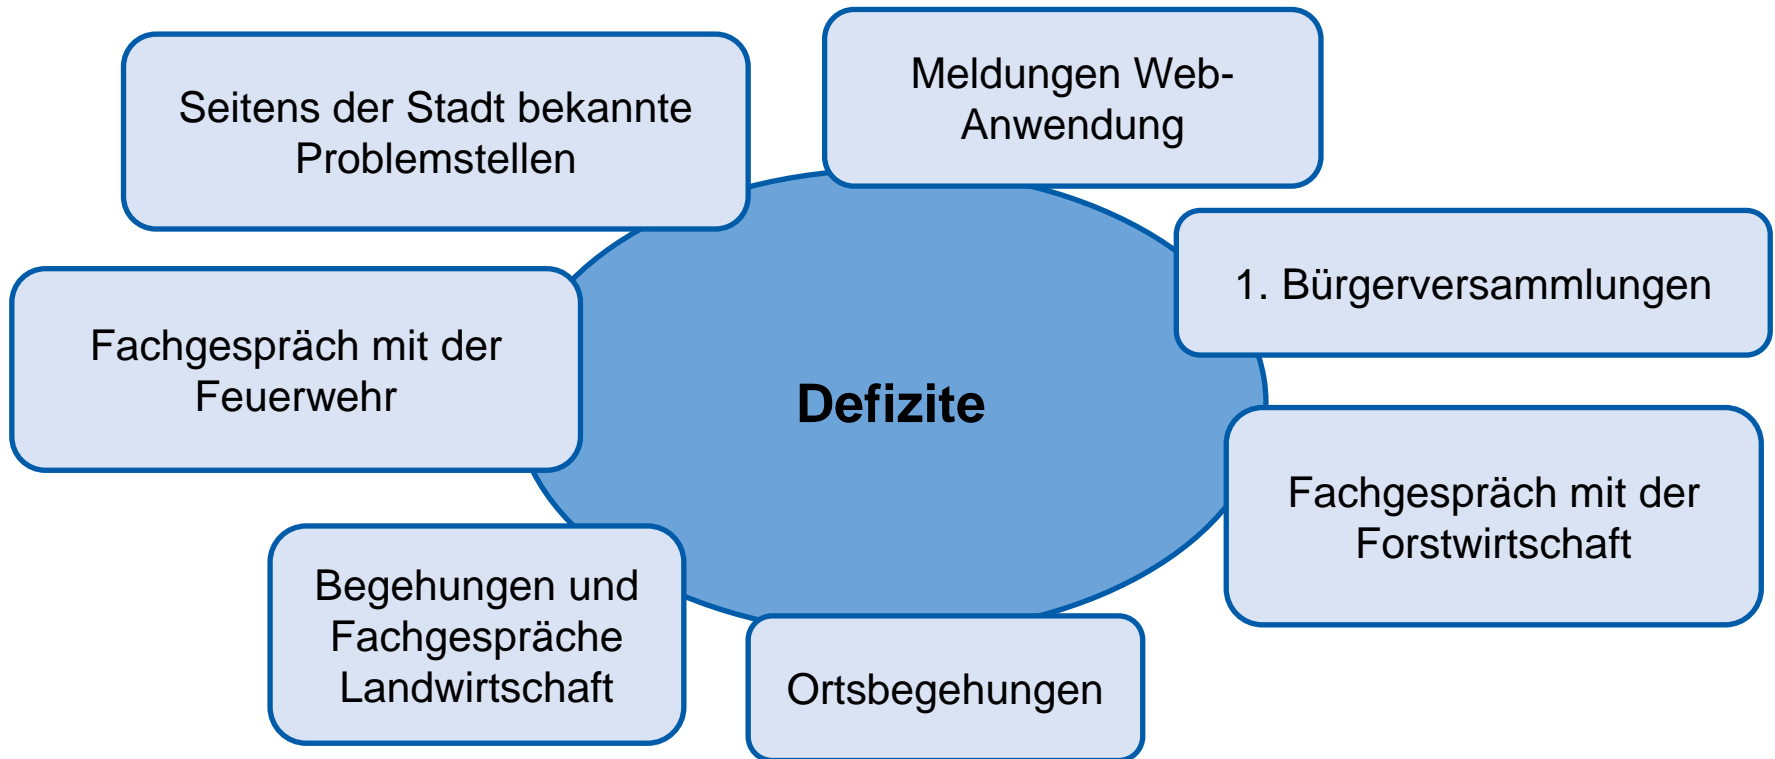 Seitens der Stadt bekannte
Problemstellen
Meldungen Web-
Anwendung
1. Bürgerversammlungen
Fachgespräch mit der
Feuerwehr
Defizite
Fachgespräch mit der
Forstwirtschaft
Begehungen und
Fachgespräche
Landwirtschaft
Ortsbegehungen